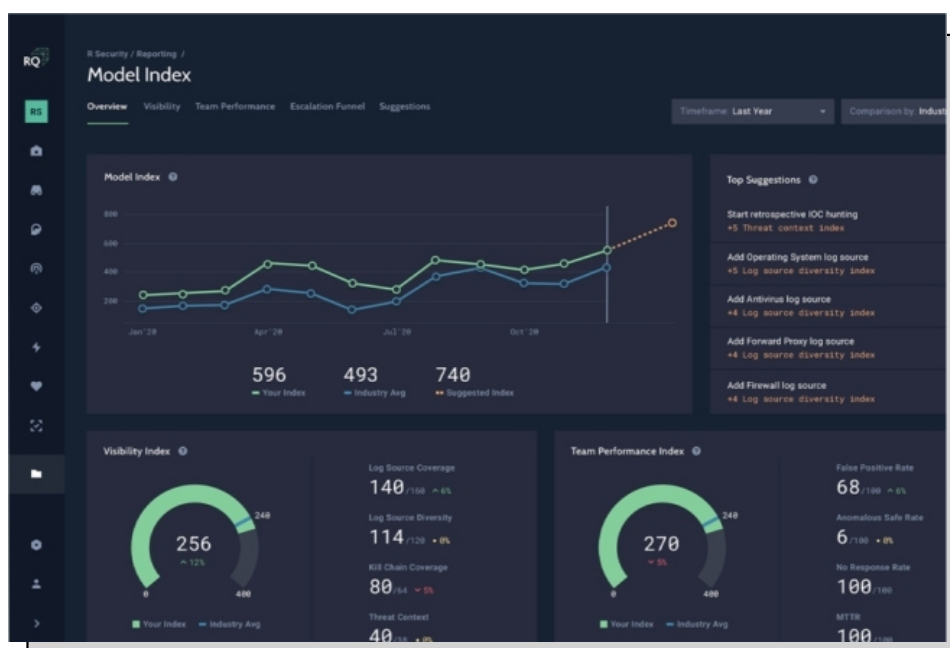 RQ
R Security / Reporting /
Model Index
RS
Overview Visibility Team Performance Escalation Funnel Suggestions
Timeframe: Last Year
Comparison by:
Model Index
800
600
400
200
Jan'20 Apr'20 Jul'20 Oct'20
596 493 740
Your Index Industry Avg Suggested Index
Top Suggestions
Start retrospective IOC hunting
+5 Threat context index
Add Operating System log source
+5 Log source diversity index
Add Antivirus log source
+4 Log source diversity index
Add Forward Proxy log source
+4 Log source diversity index
Add Firewall log source
+4 Log source diversity index
Visibility Index
240
256
12%
0 400
Your Index Industry Avg
Log Source Coverage
140/150 6%
Log Source Diversity
114/120 0%
Kill Chain Coverage
80/64 5%
Threat Context
40 0%
Team Performance Index
240
270
5%
0 400
Your Index Industry Avg
False Positive Rate
68/100 6%
Anomalous Safe Rate
6/100 0%
No Response Rate
100/100
MTTR
100/100